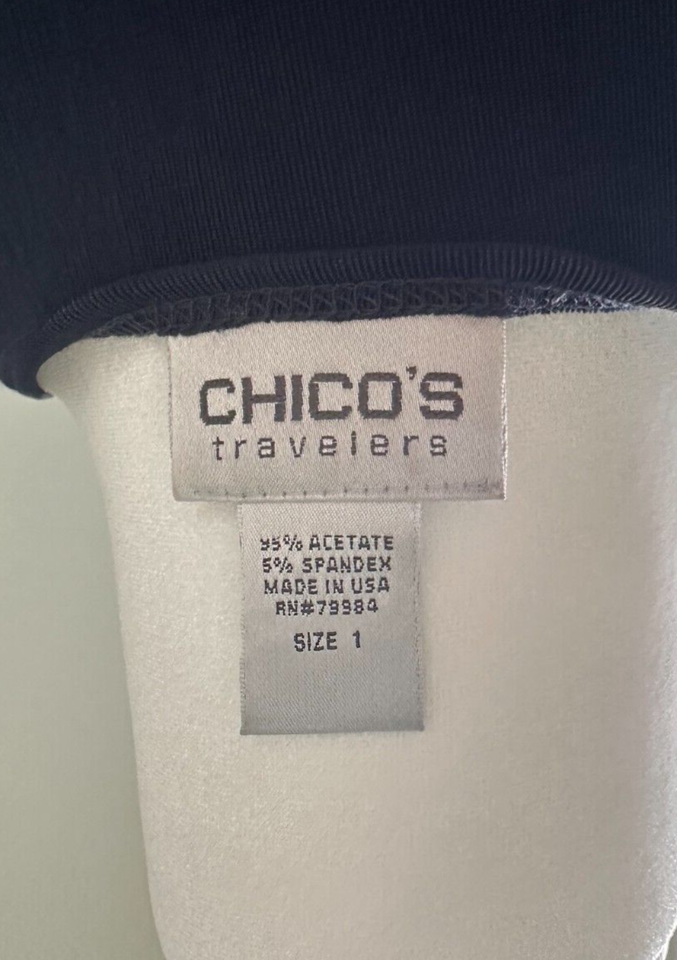 CHICO'S
travelers
95% ACETATE
5% SPANDEX
MADE IN USA
RN#79984
SIZE 1